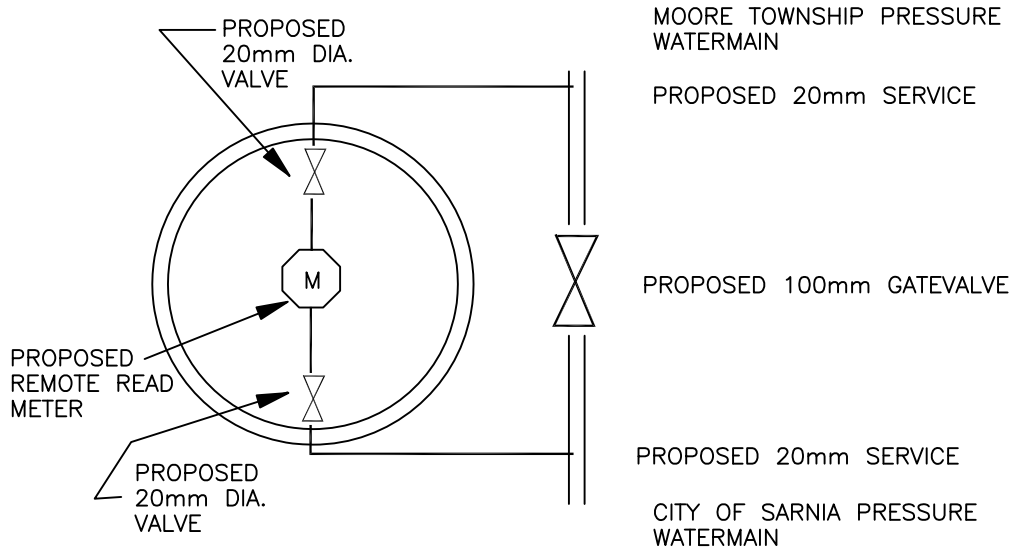 PROPOSED
20mm DIA.
VALVE
MOORE TOWNSHIP PRESSURE
WATERMAIN
PROPOSED 20mm SERVICE
M
PROPOSED 100mm GATEVALVE
PROPOSED
REMOTE READ
METER
PROPOSED 20mm SERVICE
PROPOSED
20mm DIA.
VALVE
CITY OF SARNIA PRESSURE
WATERMAIN